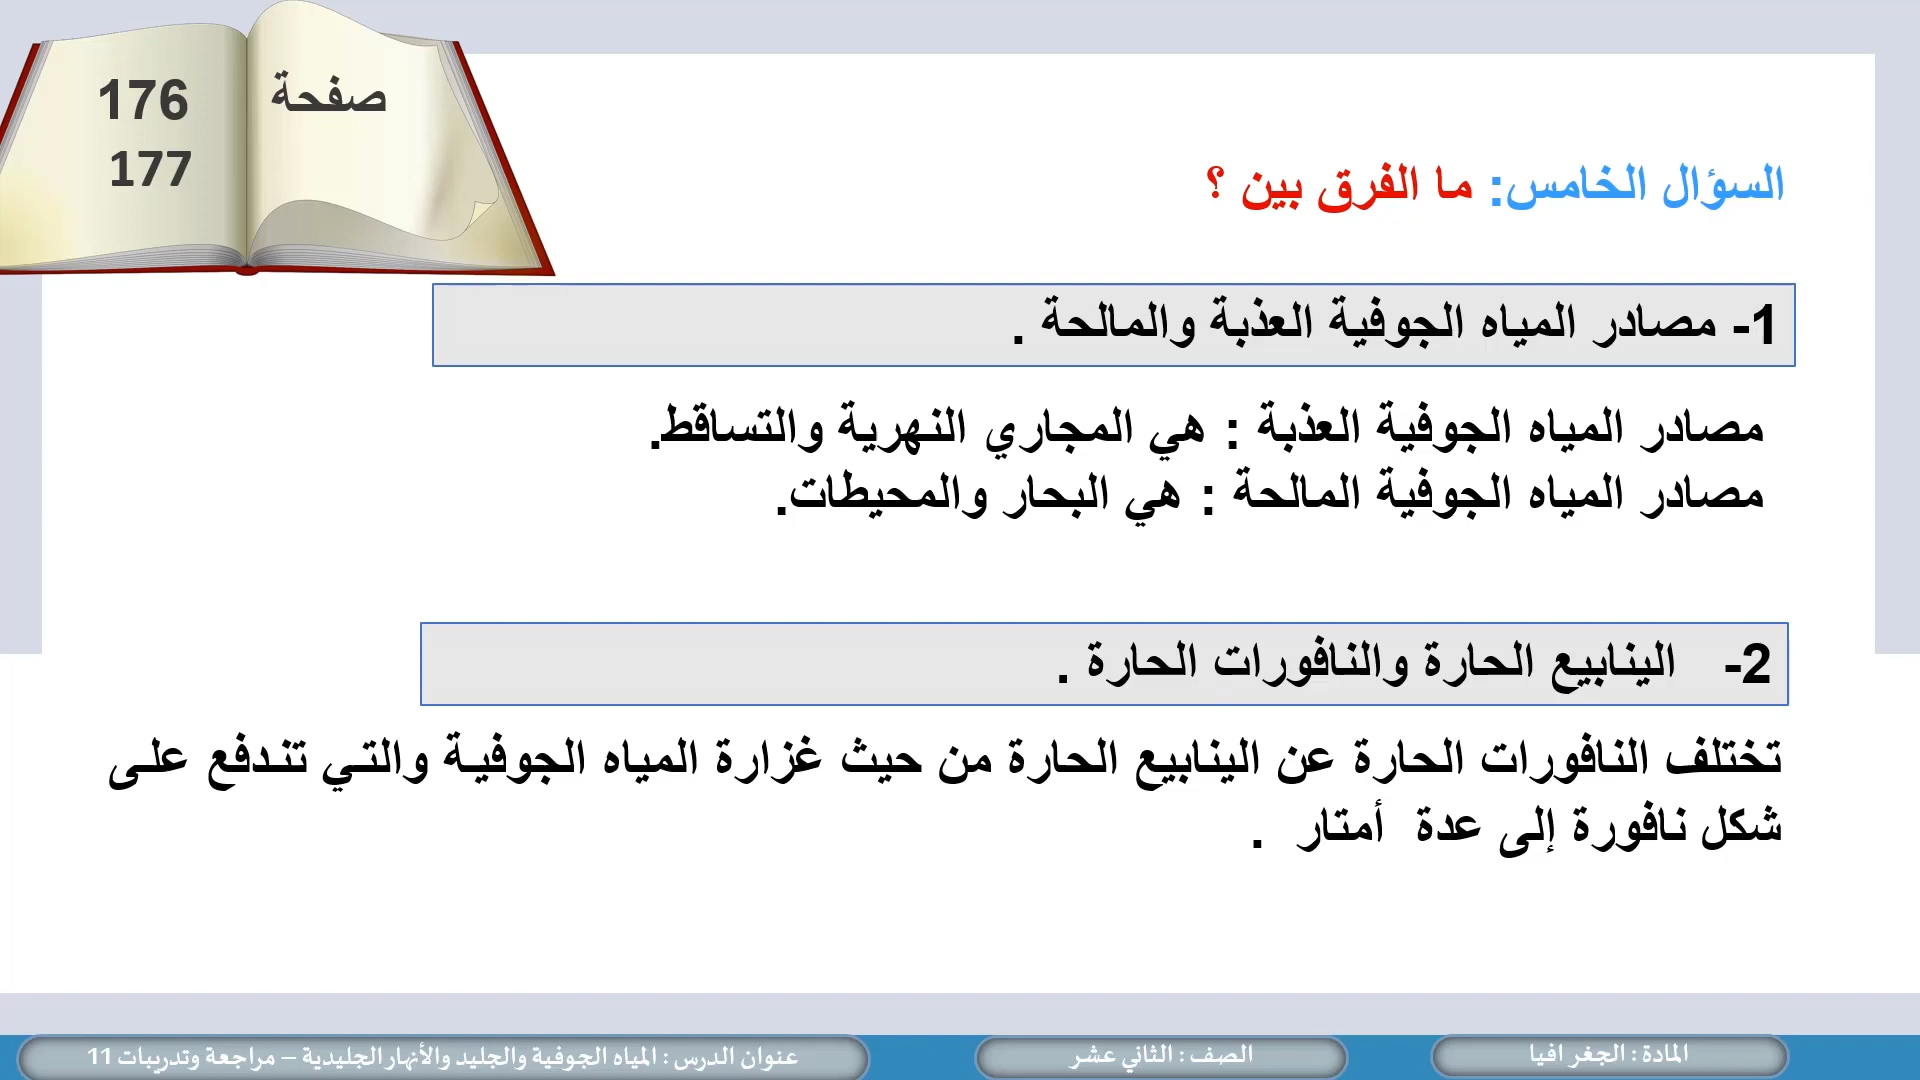 صفحة 176
177
السؤال الخامس: ما الفرق بين ؟
1- مصادر المياه الجوفية العذبة والمالحة .
مصادر المياه الجوفية العذبة : هي المجاري النهرية والتساقط.
مصادر المياه الجوفية المالحة : هي البحار والمحيطات.
2- الينابيع الحارة والنافورات الحارة .
تختلف النافورات الحارة عن الينابيع الحارة من حيث غزارة المياه الجوفية والتي تندفع على
شكل نافورة إلى عدة أمتار .
المادة : الجغرافيا
الصف : الثاني عشر
عنوان الدرس : المياه الجوفية والجليد والأنهار الجليدية – مراجعة وتدريبات 11